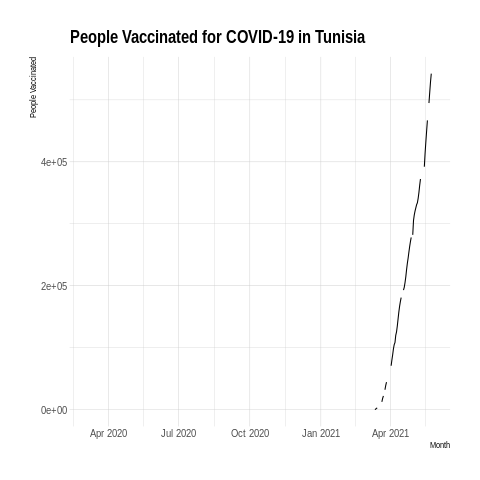 People Vaccinated for COVID-19 in Tunisia
People Vaccinated
4e+05
2e+05
0e+00
Apr 2020 Jul 2020 Oct 2020 Jan 2021 Apr 2021
Month